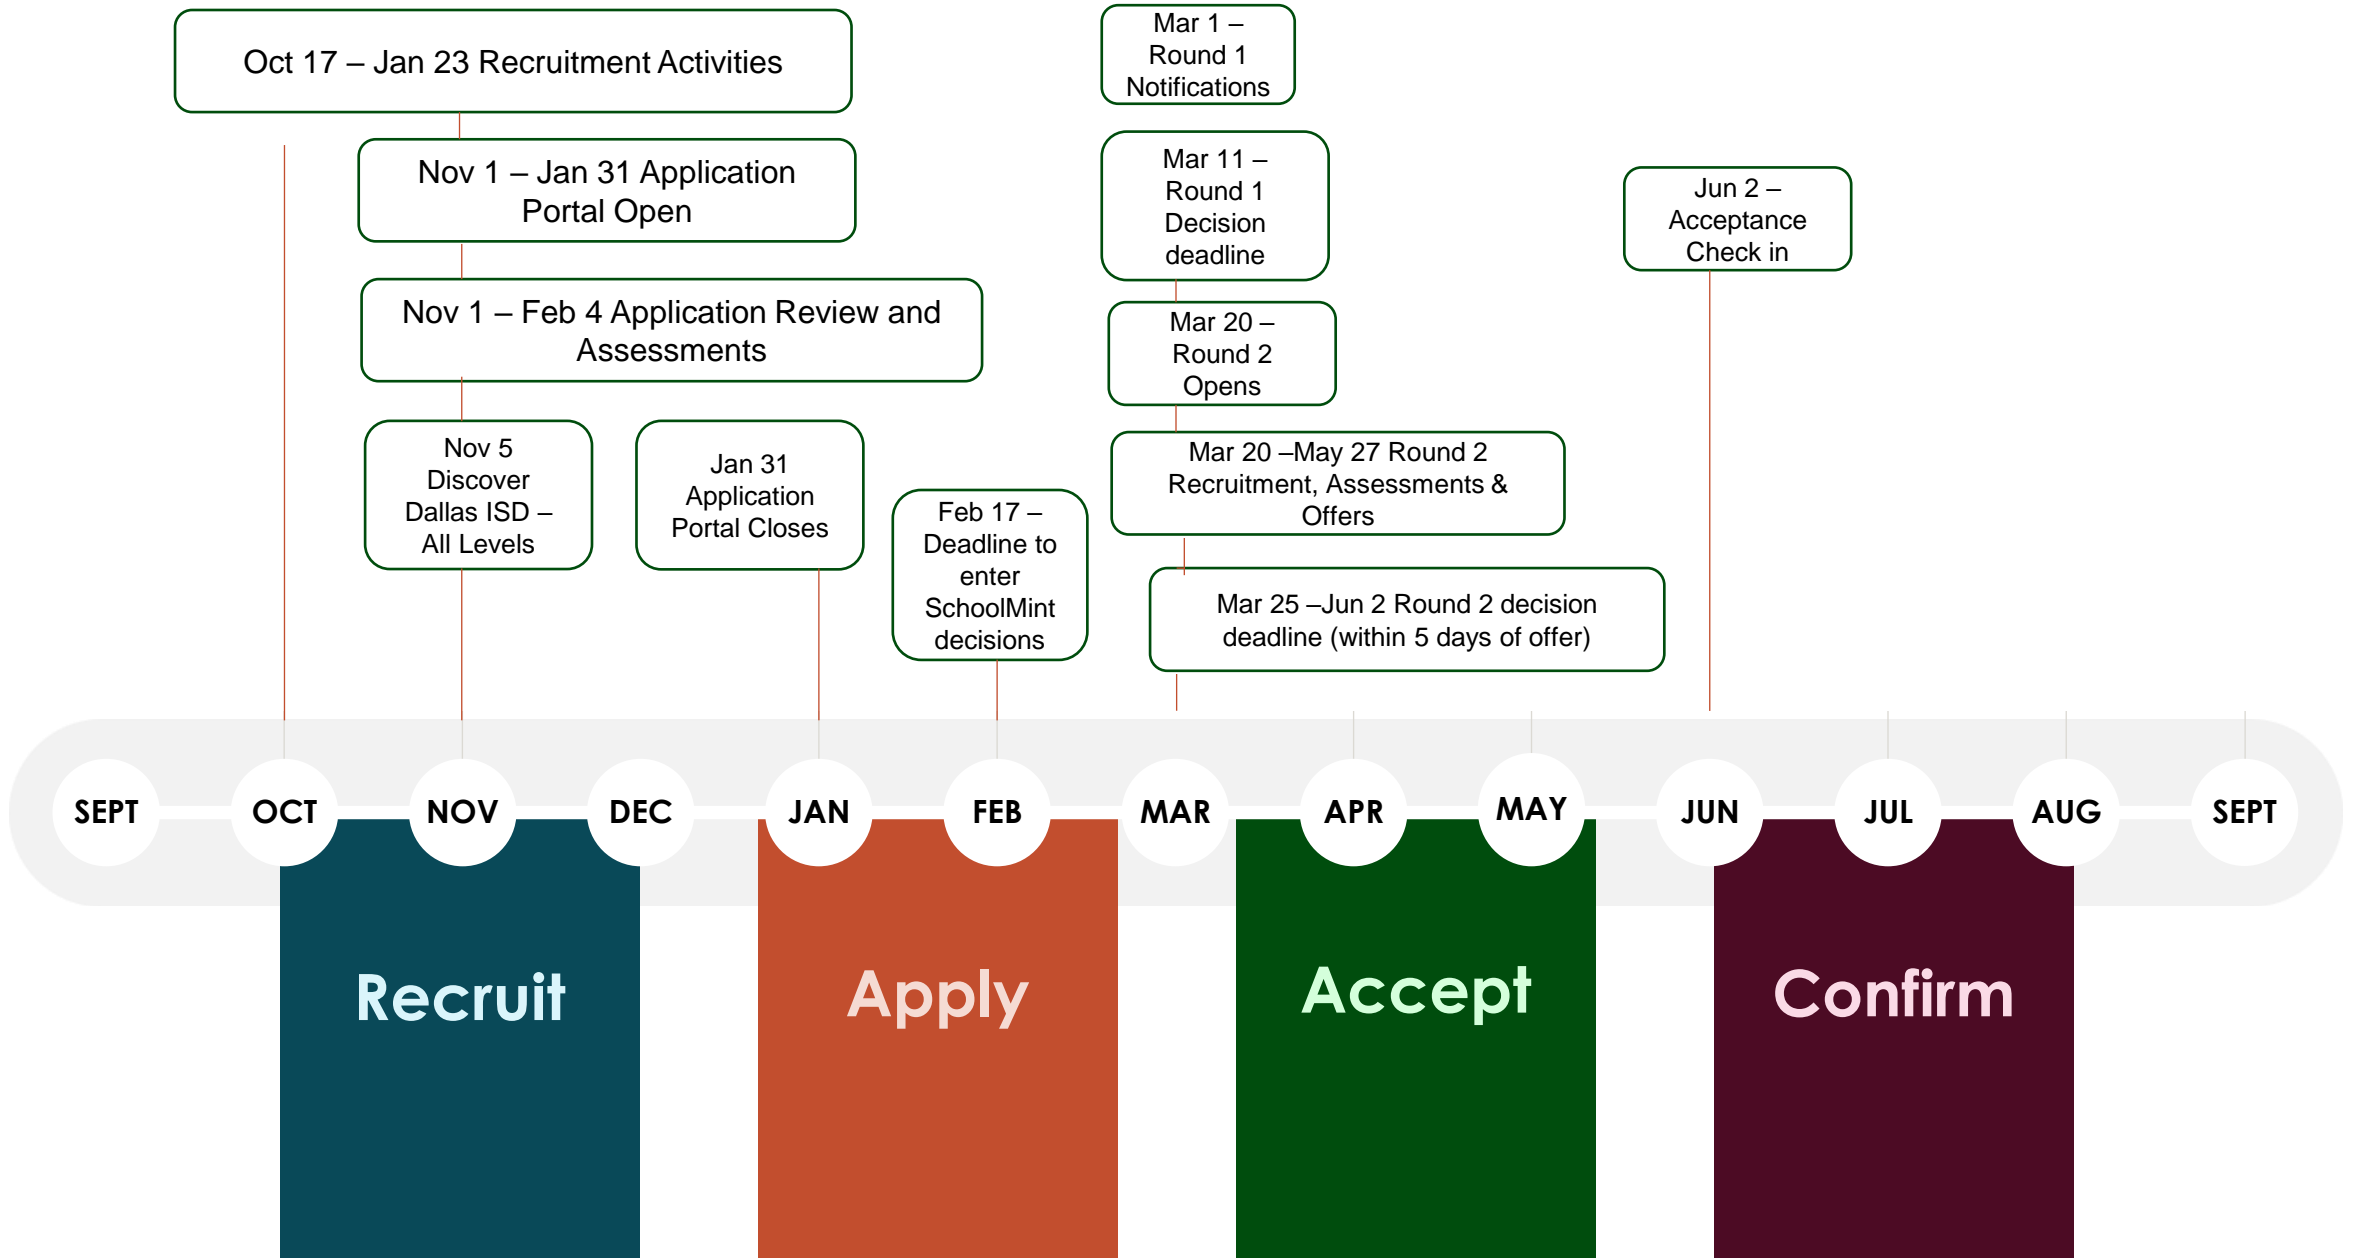 Oct 17 – Jan 23 Recruitment Activities
Nov 1 – Jan 31 Application
Portal Open
Nov 1 – Feb 4 Application Review and
Assessments
Nov 5
Discover
Dallas ISD –
All Levels
Jan 31
Application
Portal Closes
Feb 17 –
Deadline to
enter
SchoolMint
decisions
Mar 1 –
Round 1
Notifications
Mar 11 –
Round 1
Decision
deadline
Mar 20 –
Round 2
Opens
Mar 20 –May 27 Round 2
Recruitment, Assessments &
Offers
Mar 25 –Jun 2 Round 2 decision
deadline (within 5 days of offer)
Jun 2 –
Acceptance
Check in
SEPT
OCT
NOV
DEC
JAN
FEB
MAR
APR
MAY
JUN
JUL
AUG
SEPT
Recruit
Apply
Accept
Confirm